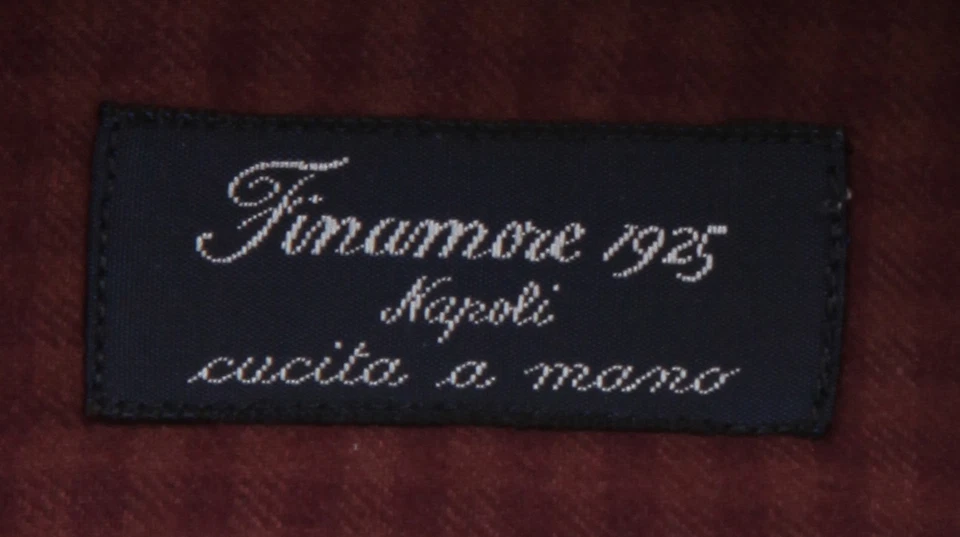 Finamore 1925
Napoli
cucita a mano